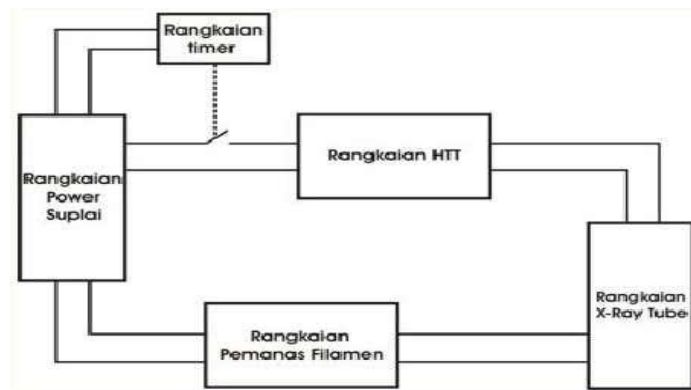 Rangkaian
timer
Rangkaian HTT
Rangkaian
Power
Suplai
Rangkaian
X-Ray Tube
Rangkaian
Pemanas Filamen